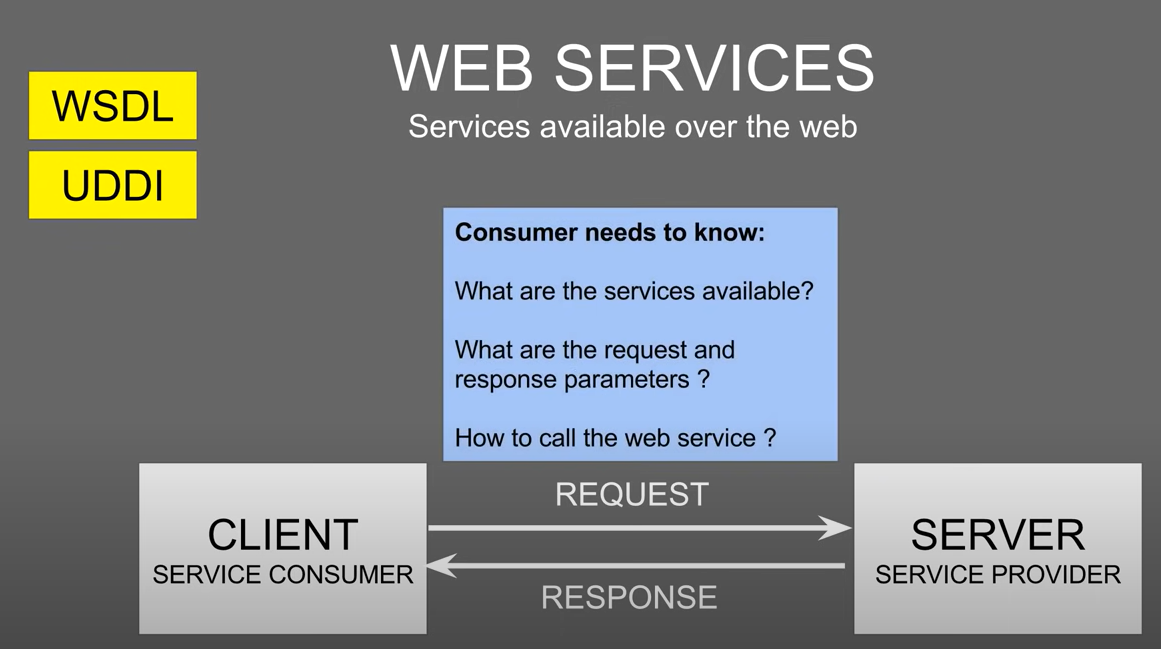 WEB SERVICES
Services available over the web
WSDL
UDDI
Consumer needs to know:
What are the services available?
What are the request and
response parameters ?
How to call the web service ?
CLIENT
SERVICE CONSUMER
REQUEST
RESPONSE
SERVER
SERVICE PROVIDER